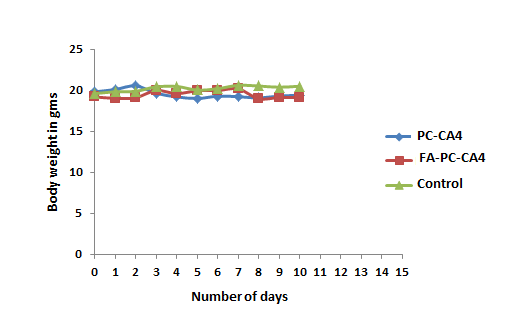 25
20
15
10
5
0
Body weight in gms
0 1 2 3 4 5 6 7 8 9 10 11 12 13 14 15
Number of days
PC-CA4
FA-PC-CA4
Control